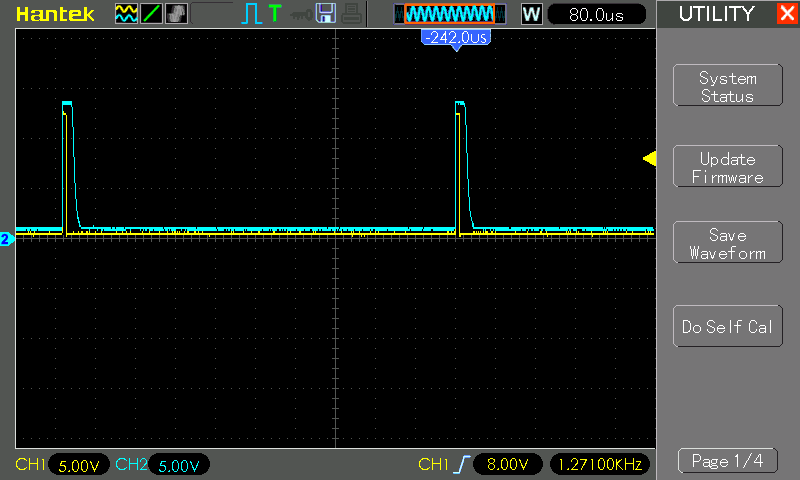 Hantek
T
W
80.0us
UTILITY
-242.0us
System
Status
Update
Firmware
Save
Waveform
Do Self Cal
2
CH1 5.00V CH2 5.00V CH1 8.00V 1.27100KHz
Page 1/4